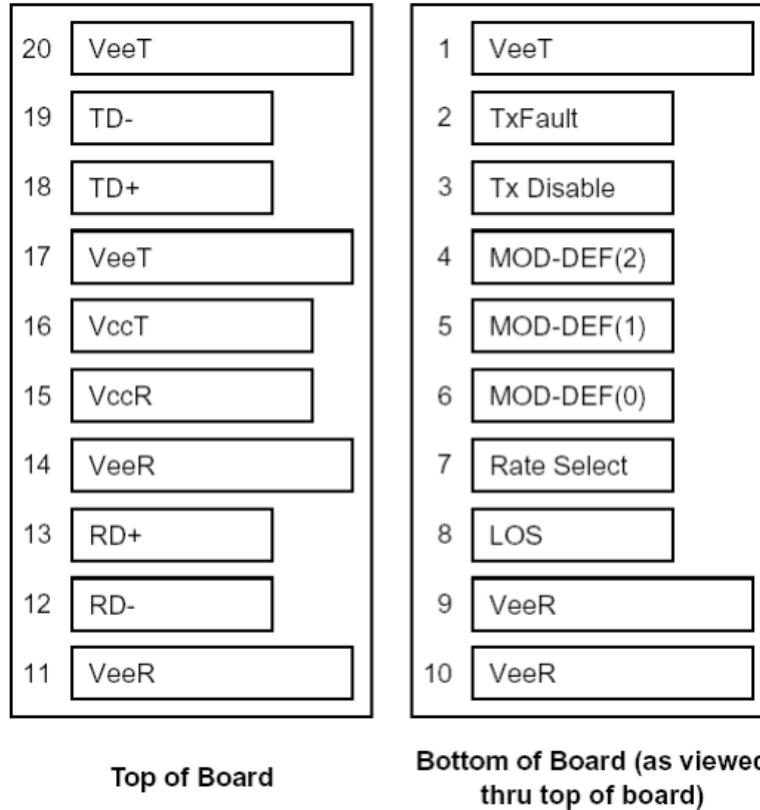 20 VeeT
19 TD-
18 TD+
17 VeeT
16 VccT
15 VccR
14 VeeR
13 RD+
12 RD-
11 VeeR
Top of Board
1 VeeT
2 TxFault
3 Tx Disable
4 MOD-DEF(2)
5 MOD-DEF(1)
6 MOD-DEF(0)
7 Rate Select
8 LOS
9 VeeR
10 VeeR
Bottom of Board (as viewed
thru top of board)